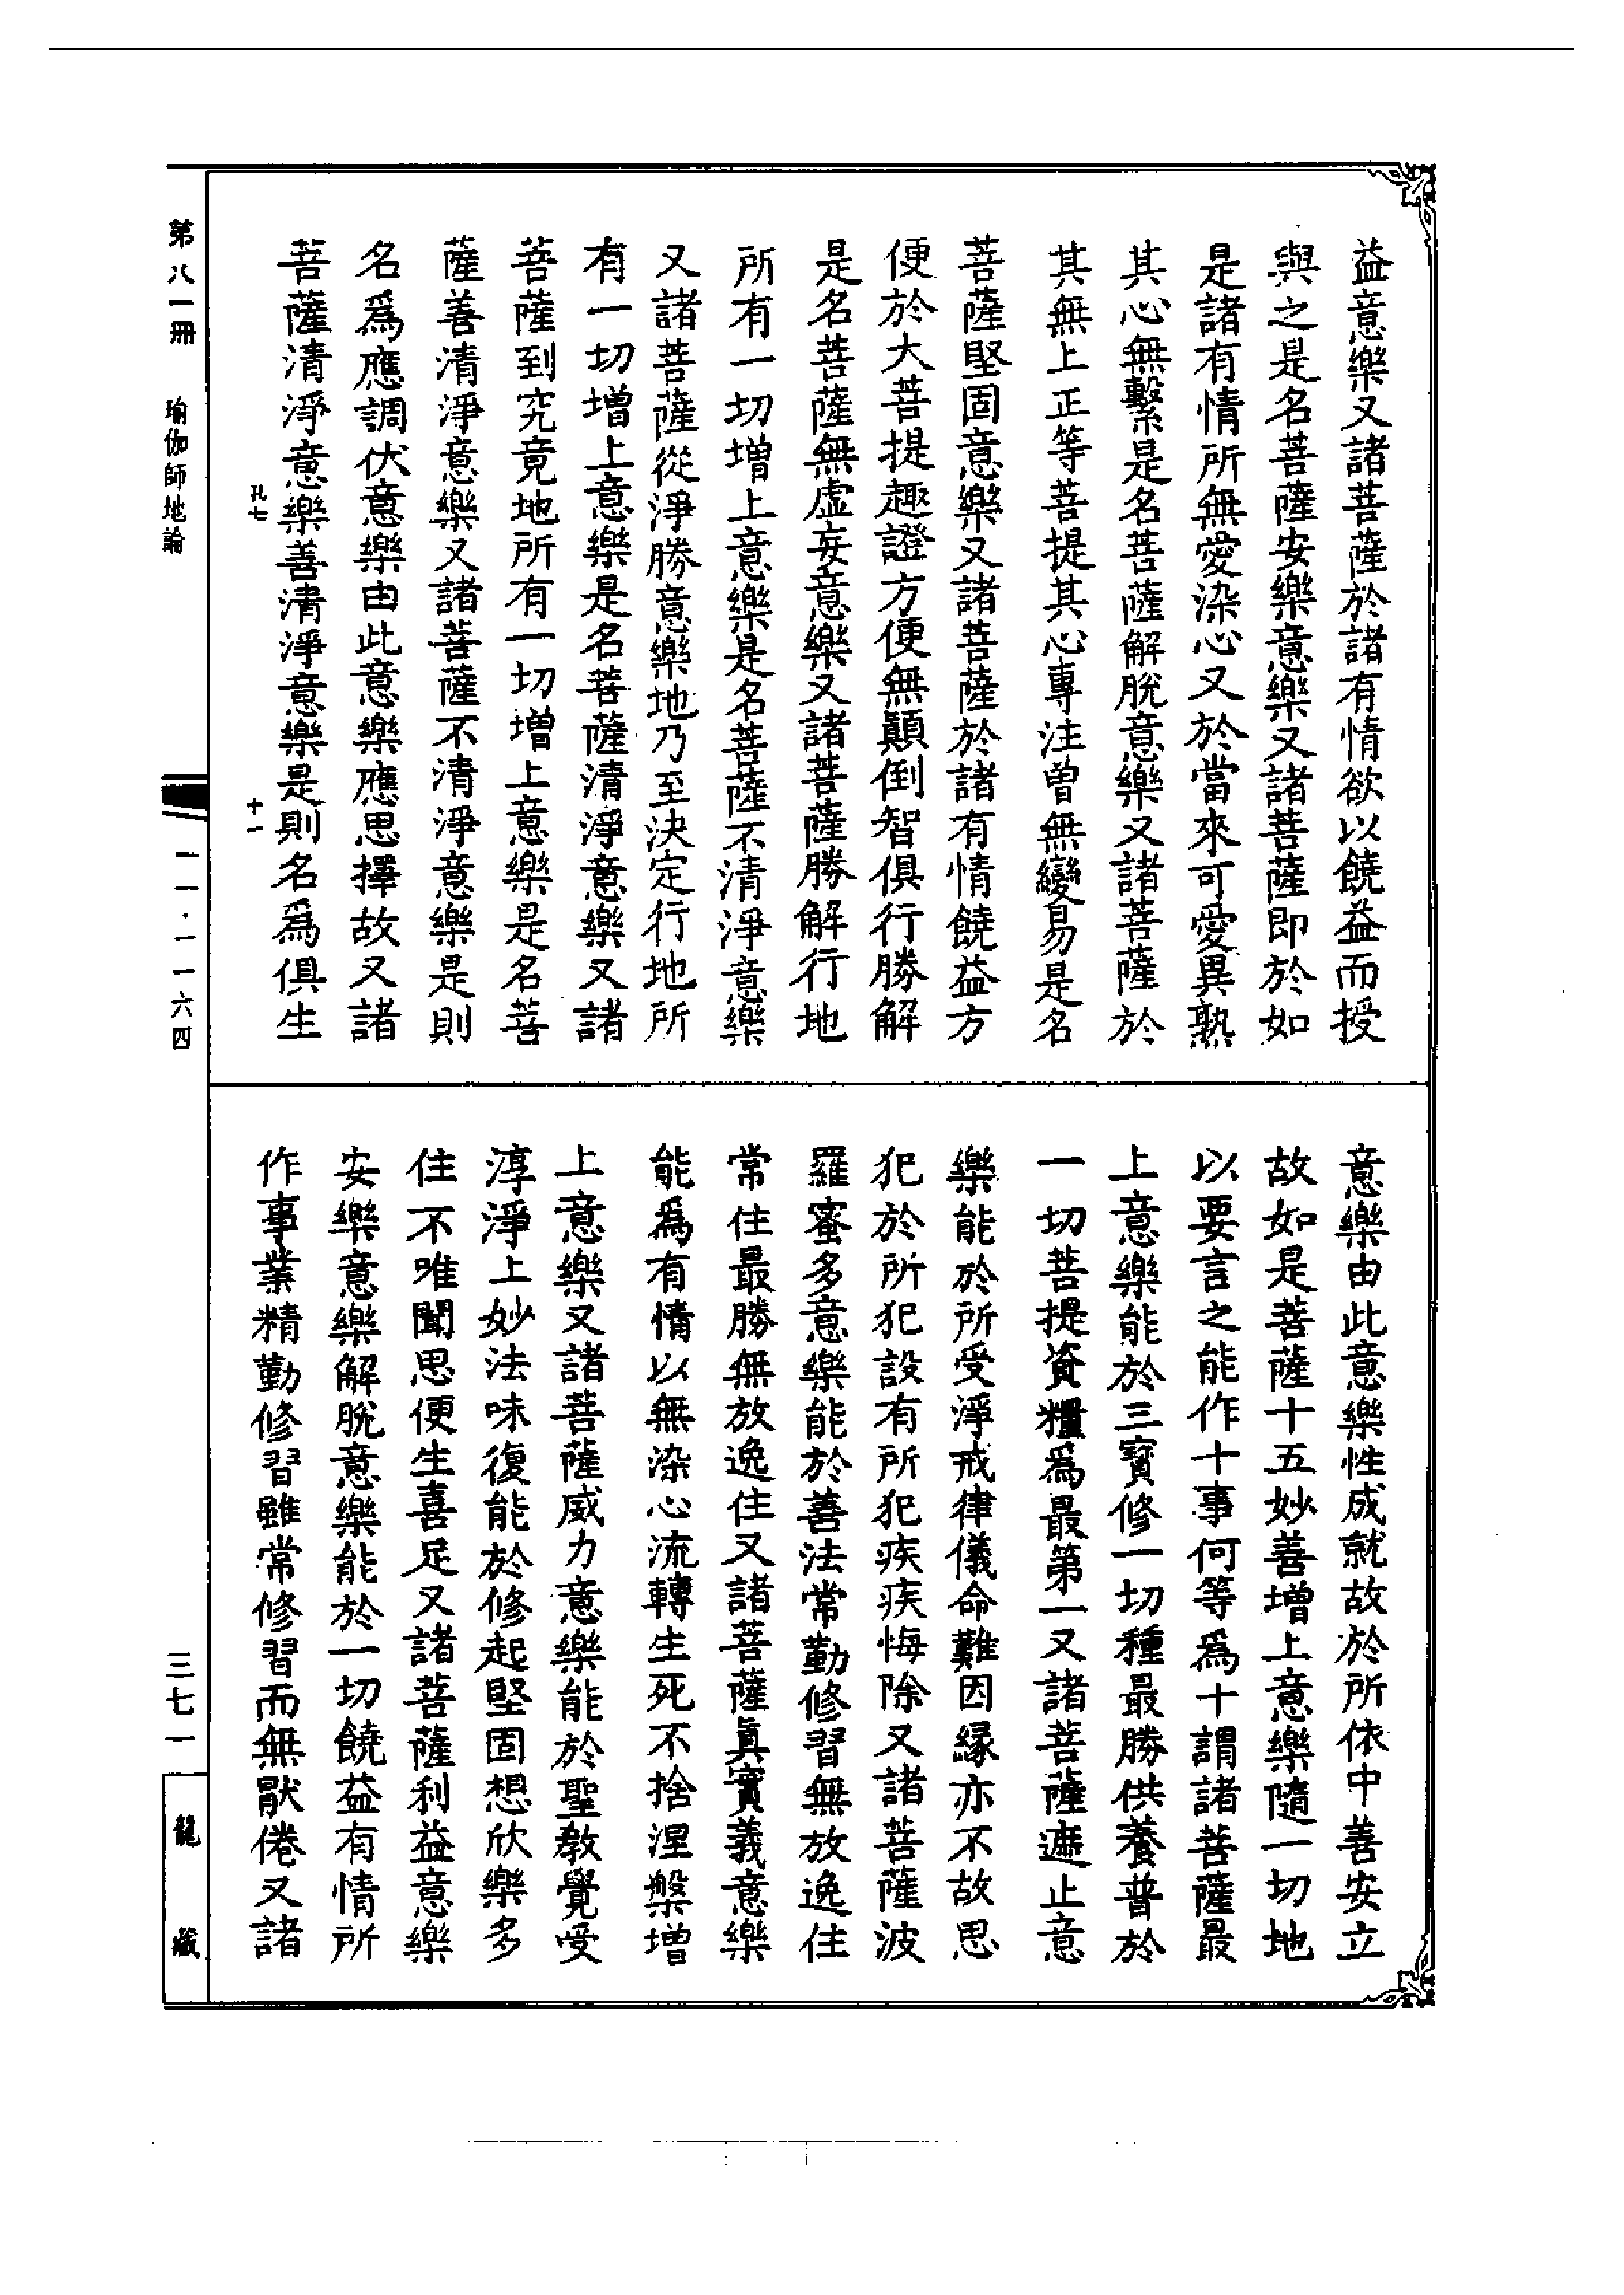 益意樂又諸菩薩於諸有情欲以饒益而授
與之是名菩薩安樂意樂又諸菩薩即於如
是諸有情所無愛染心又於當來可愛異熟
其心無繫是名菩薩解脫意樂又諸菩薩於
其無上正等菩提其心專注曾無變易是名
菩薩堅固意樂又諸菩薩於諸有情饒益方
便於大菩提趣證方便無顛倒智俱行勝解
是名菩薩無虛妄意樂又諸菩薩勝解行地
所有一切增上意樂是名菩薩不清淨意樂
又諸菩薩從淨勝意樂地乃至決定行地所
有一切增上意樂是名菩薩清淨意樂又諸
菩薩到究竟地所有一切增上意樂是名菩
薩善清淨意樂又諸菩薩不清淨意樂是則
名為應調伏意樂由此意樂應思擇故又諸
菩薩清淨意樂善清淨意樂是則名為俱生
孔七
十一
意樂由此意樂性成就故於所依中善安立
故如是菩薩十五妙善增上意樂隨一切地
以要言之能作十事何等為十謂諸菩薩最
上意樂能於三寶修一切種最勝供養普於
一切菩提資糧為最第一又諸菩薩遮止意
樂能於所受淨戒律儀命難因緣亦不故思
犯於所犯設有所犯疾疾悔除又諸菩薩波
羅蜜多意樂能於善法常勤修習無放逸住
常住最勝無放逸住又諸菩薩真實義意樂
能為有情以無染心流轉生死不捨涅槃增
上意樂又諸菩薩威力意樂能於聖教覺受
淳淨上妙法味復能於修起堅固想欣樂多
住不唯聞思便生喜足又諸菩薩利益意樂
安樂意樂解脫意樂能於一切饒益有情所
作事業精勤修習雖常修習而無厭倦又諸
第八一冊
瑜伽師地論
一一·一一六四
三七一
龍藏